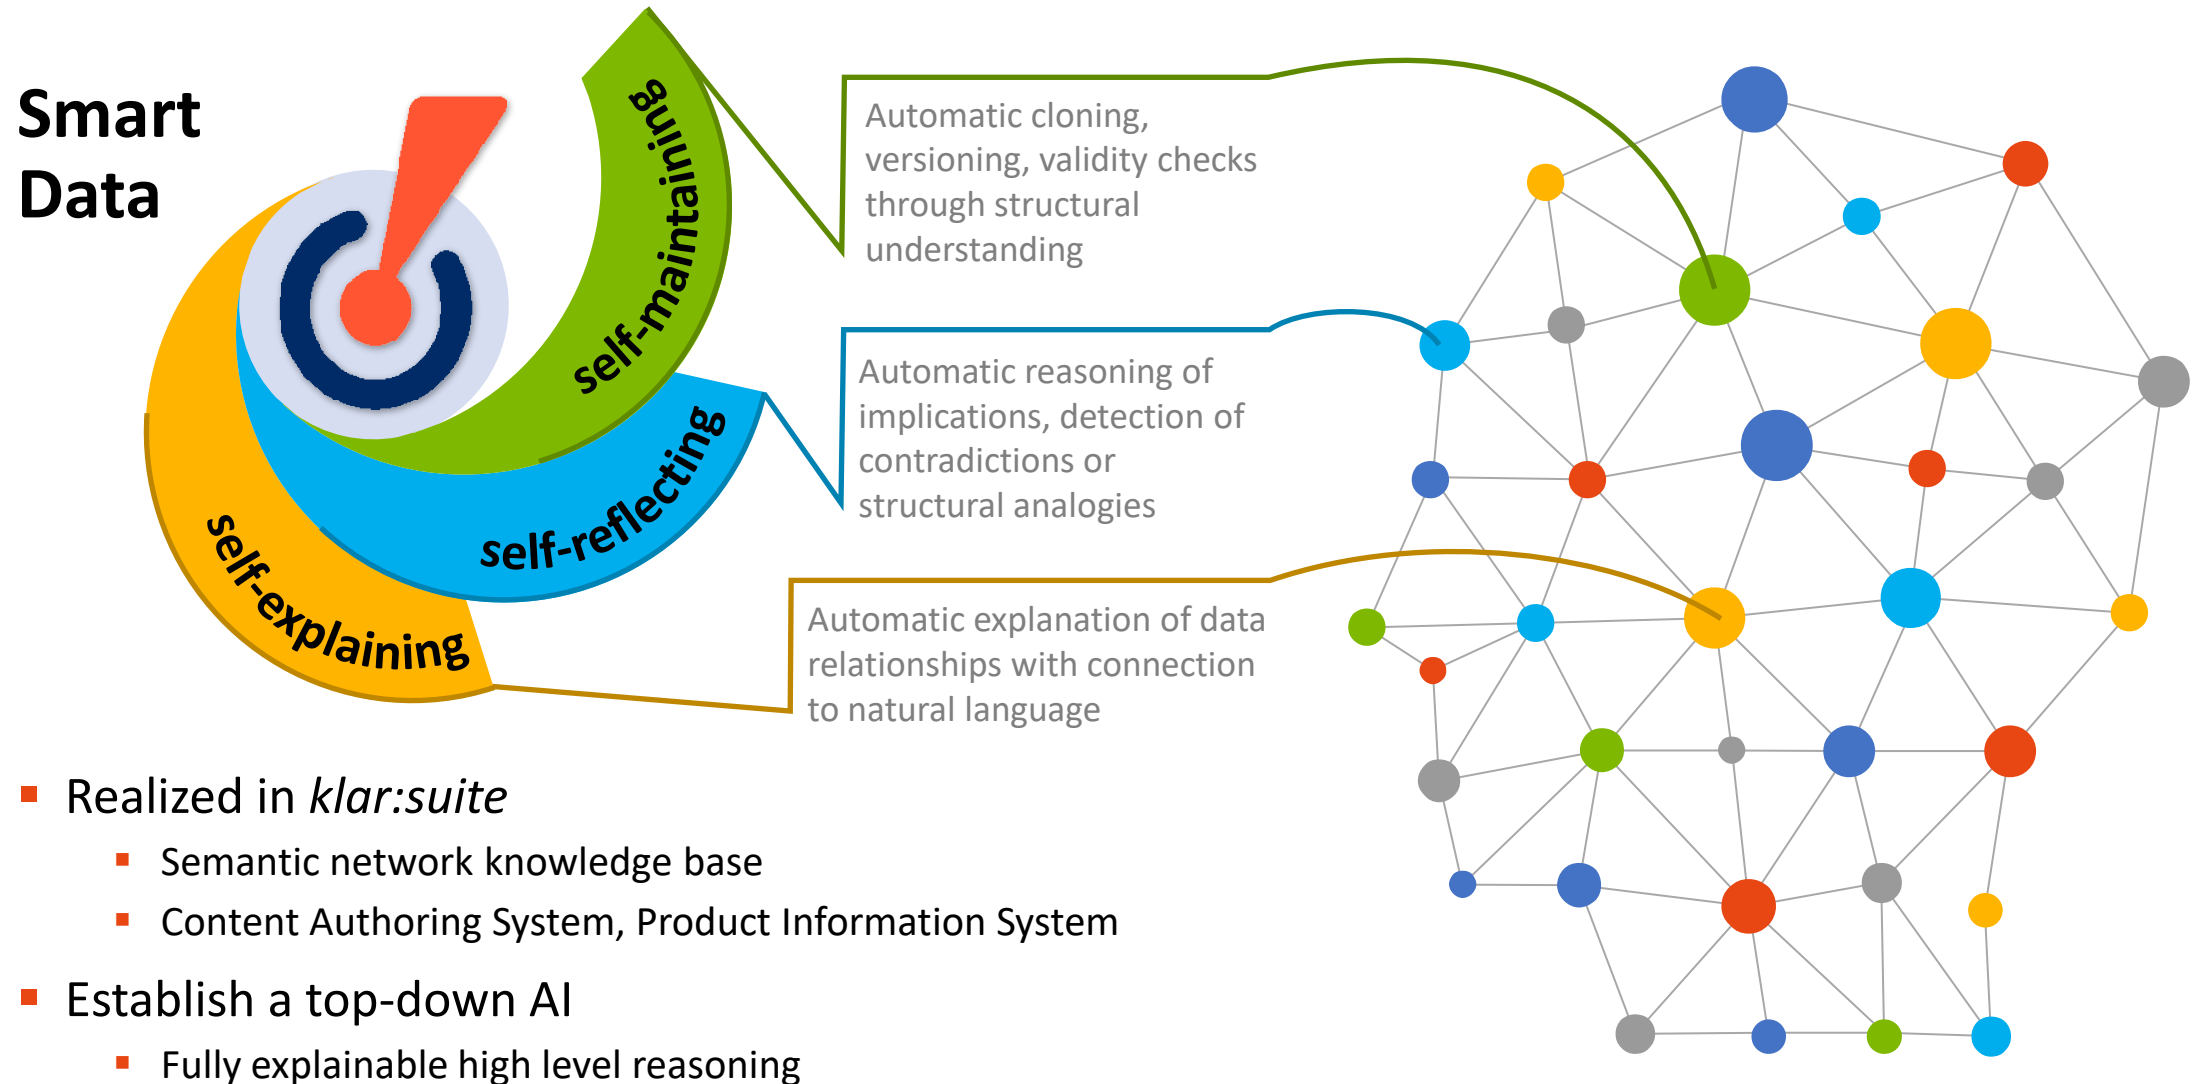 Smart
Data
self-maintaining
self-reflecting
self-explaining
Automatic cloning,
versioning, validity checks
through structural
understanding
Automatic reasoning of
implications, detection of
contradictions or
structural analogies
Automatic explanation of data
relationships with connection
to natural language
Realized in klar:suite
Semantic network knowledge base
Content Authoring System, Product Information System
Establish a top-down AI
Fully explainable high level reasoning